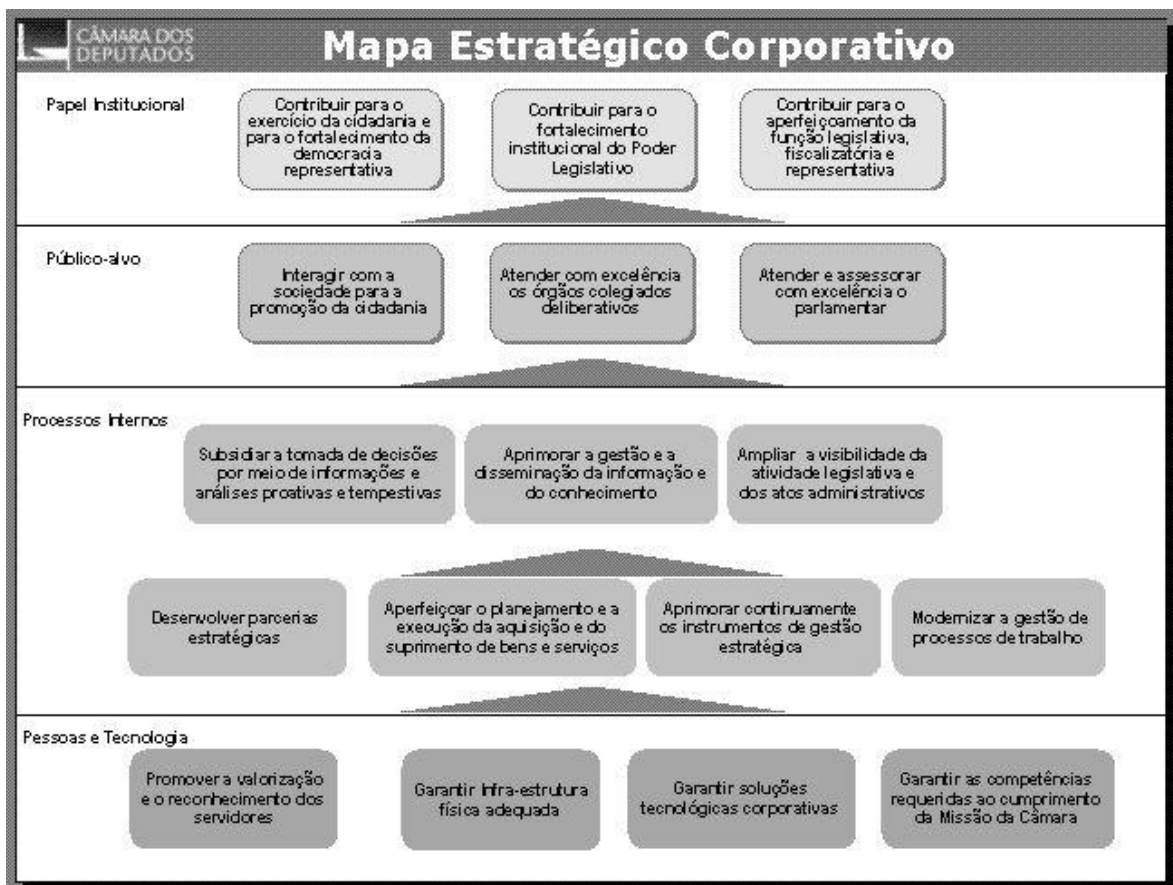 CÂMARA DOS
DEPUTADOS
Mapa Estratégico Corporativo
Papel Institucional
Contribuir para o
exercício da cidadania e
para o fortalecimento da
democracia
representativa
Contribuir para o
fortalecimento
institucional do Poder
Legislativo
Contribuir para o
aperfeiçoamento da
função legislativa,
fiscalizatória e
representativa
Público-alvo
Interagir com a
sociedade para a
promoção da cidadania
Atender com excelência
os órgãos colegiados
deliberativos
Atender e assessorar
com excelência o
parlamentar
Processos Internos
Subsidiar a tomada de decisões
por meio de informações e
análises proativas e tempestivas
Aprimorar a gestão e a
disseminação da informação e
do conhecimento
Ampliar a visibilidade da
atividade legislativa e
dos atos administrativos
Desenvolver parcerias
estratégicas
Aperfeiçoar o planejamento e a
execução da aquisição e do
suprimento de bens e serviços
Aprimorar continuamente
os instrumentos de gestão
estratégica
Modernizar a gestão de
processos de trabalho
Pessoas e Tecnologia
Promover a valorização
e o reconhecimento dos
servidores
Garantir Infra-estrutura
física adequada
Garantir soluções
tecnológicas corporativas
Garantir as competências
requeridas ao cumprimento
da Missão da Câmara